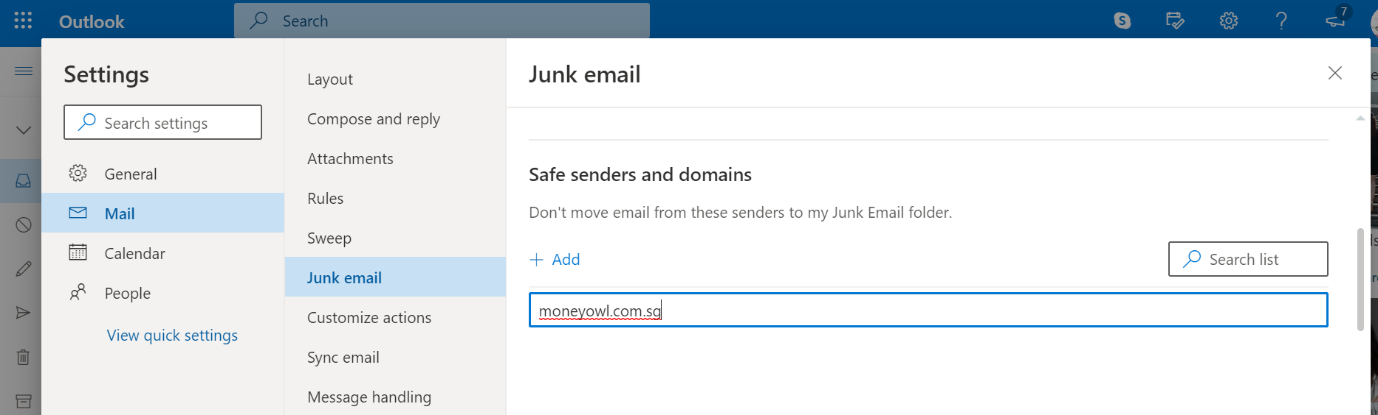 Outlook
Search
7
Settings
Search settings
General
Mail
Calendar
People
View quick settings
Layout
Compose and reply
Attachments
Rules
Sweep
Junk email
Customize actions
Sync email
Message handling
Junk email
Safe senders and domains
Don't move email from these senders to my Junk Email folder.
Add
Search list
moneyowl.com.sg